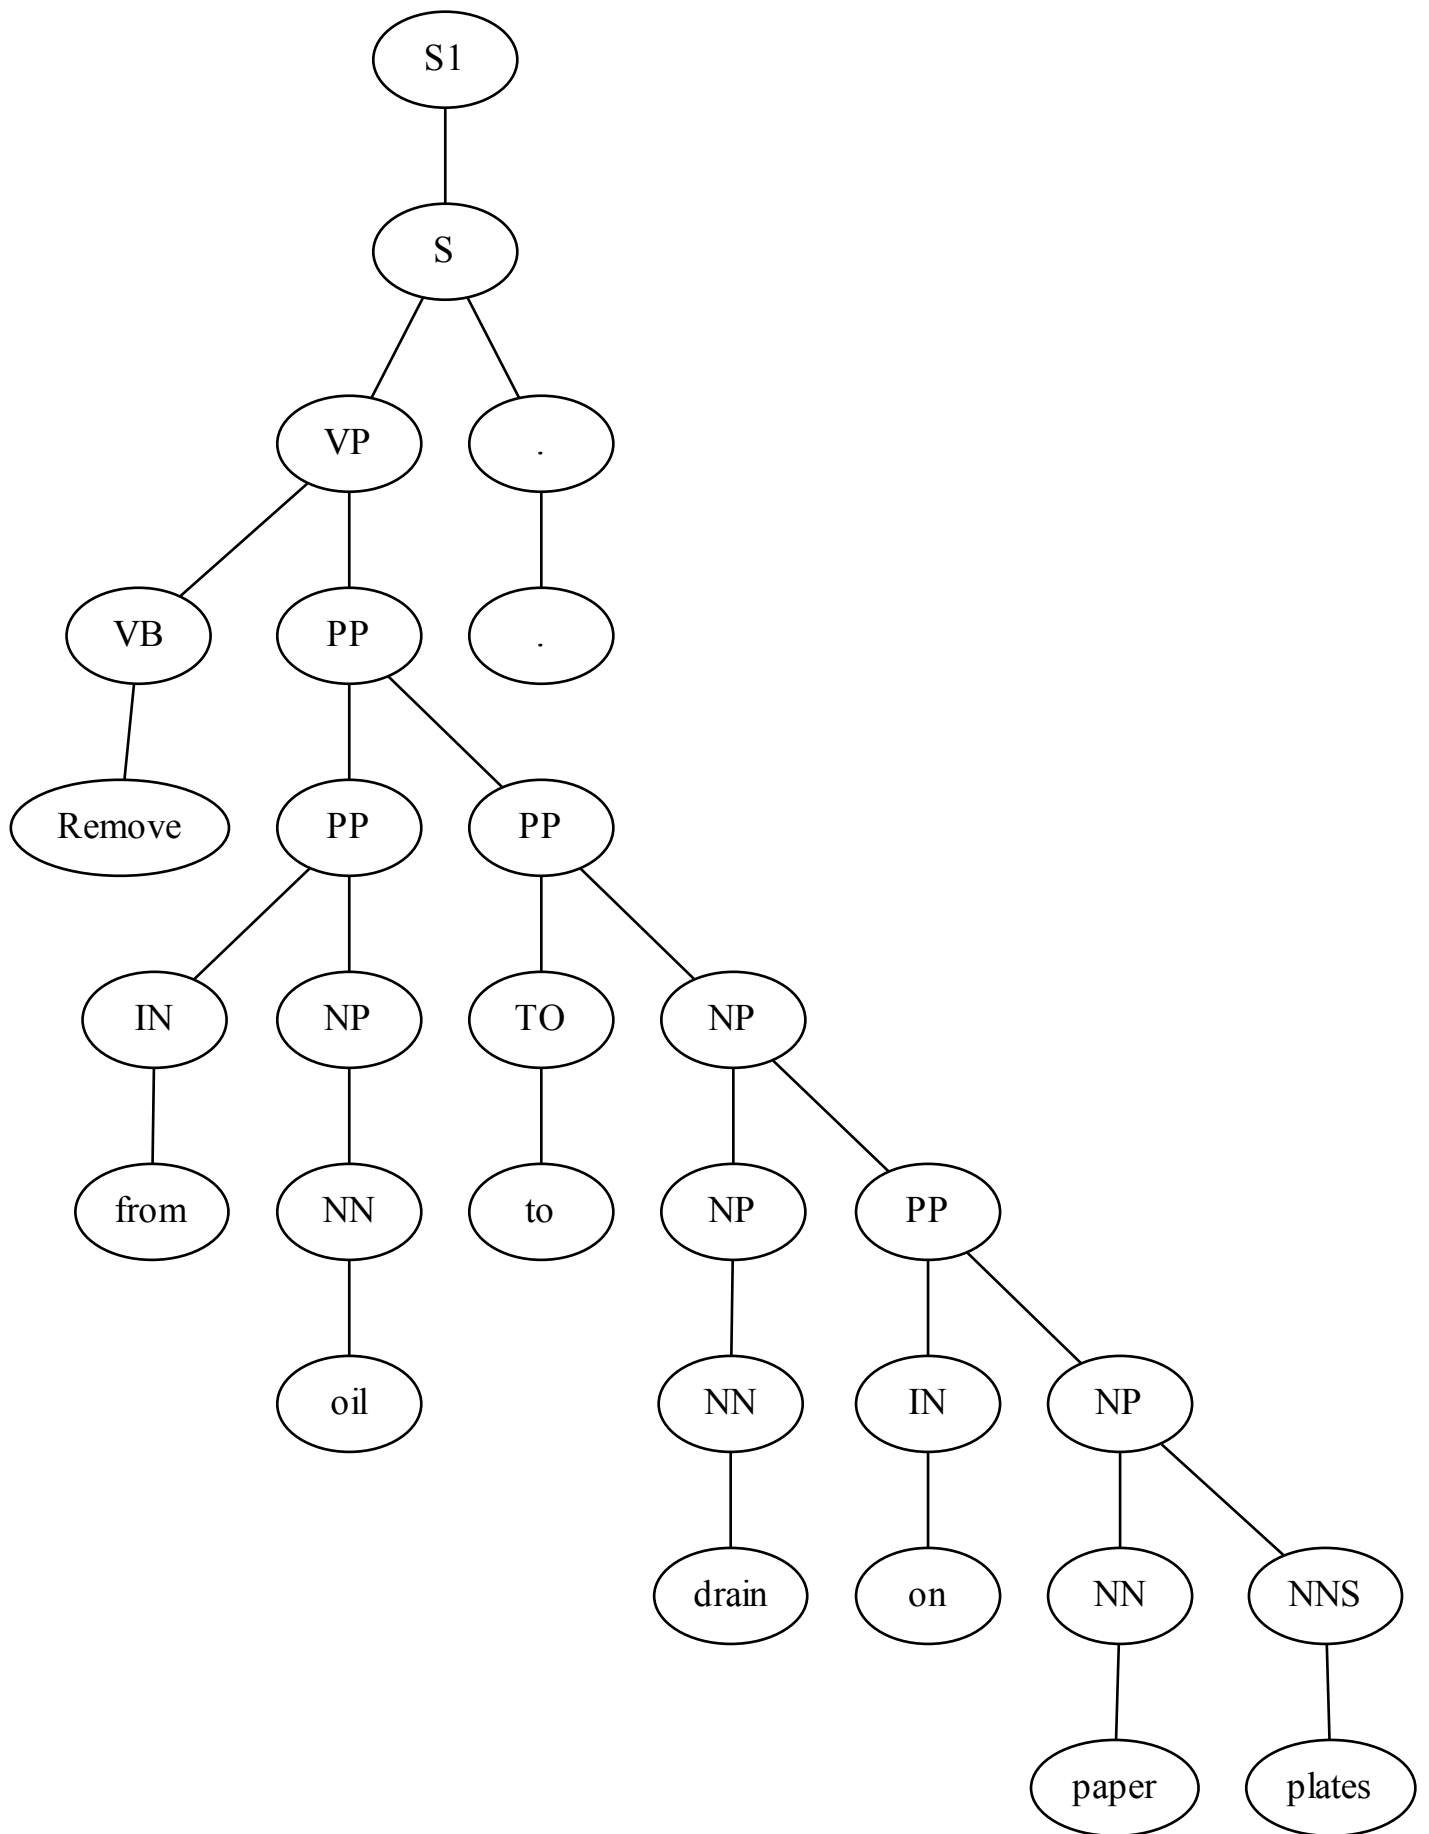 S1
S
VP .
VB PP .
Remove PP PP
IN NP TO NP
from NN to NP PP
oil NN IN NP
drain on NN NNS
paper plates